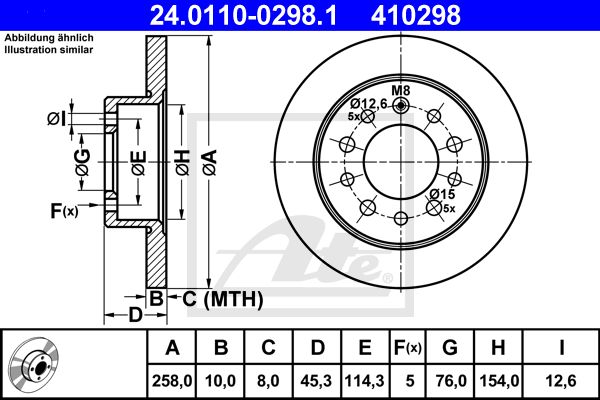 24.0110-0298.1 410298
Abbildung ähnlich
Illustration similar
M8
Ø12,6
5x
ØI
ØG
ØE
ØH
ØA
F(x)
Ø15
5x
Ate
B
C (MTH)
D
A B C D E F(x) G H I
258,0 10,0 8,0 45,3 114,3 5 76,0 154,0 12,6